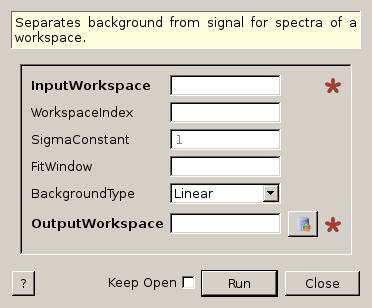 Separates background from signal for spectra of a
workspace.
InputWorkspace
WorkspaceIndex
SigmaConstant 1
FitWindow
BackgroundType Linear
OutputWorkspace
? Keep Open Run Close